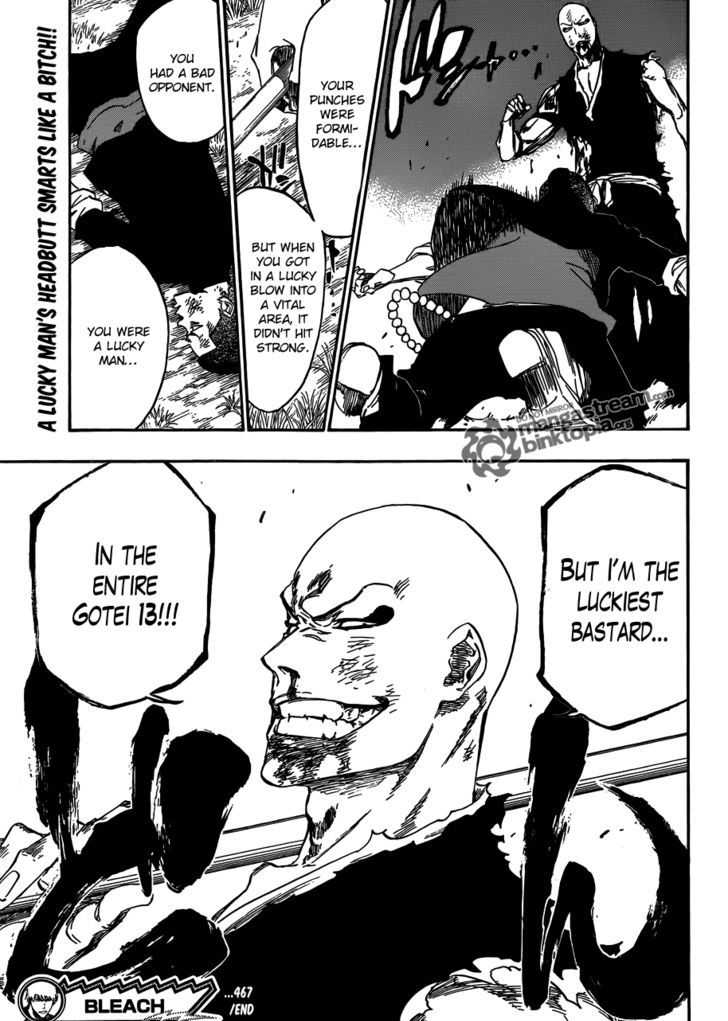 YOUR
PUNCHES
WERE
FORMI-
DABLE...
BUT WHEN
YOU GOT
IN A LUCKY
BLOW INTO
A VITAL
AREA, IT
DIDN'T HIT
STRONG.
YOU
HAD A BAD
OPPONENT.
YOU WERE
A LUCKY
MAN...
A LUCKY MAN'S HEADBUTT SMARTS LIKE A BITCH!!
mangastream.com
binktopia.org
BUT I'M THE
LUCKIEST
BASTARD...
IN THE
ENTIRE
GOTEI 13!!!
BLEACH
...467
/END